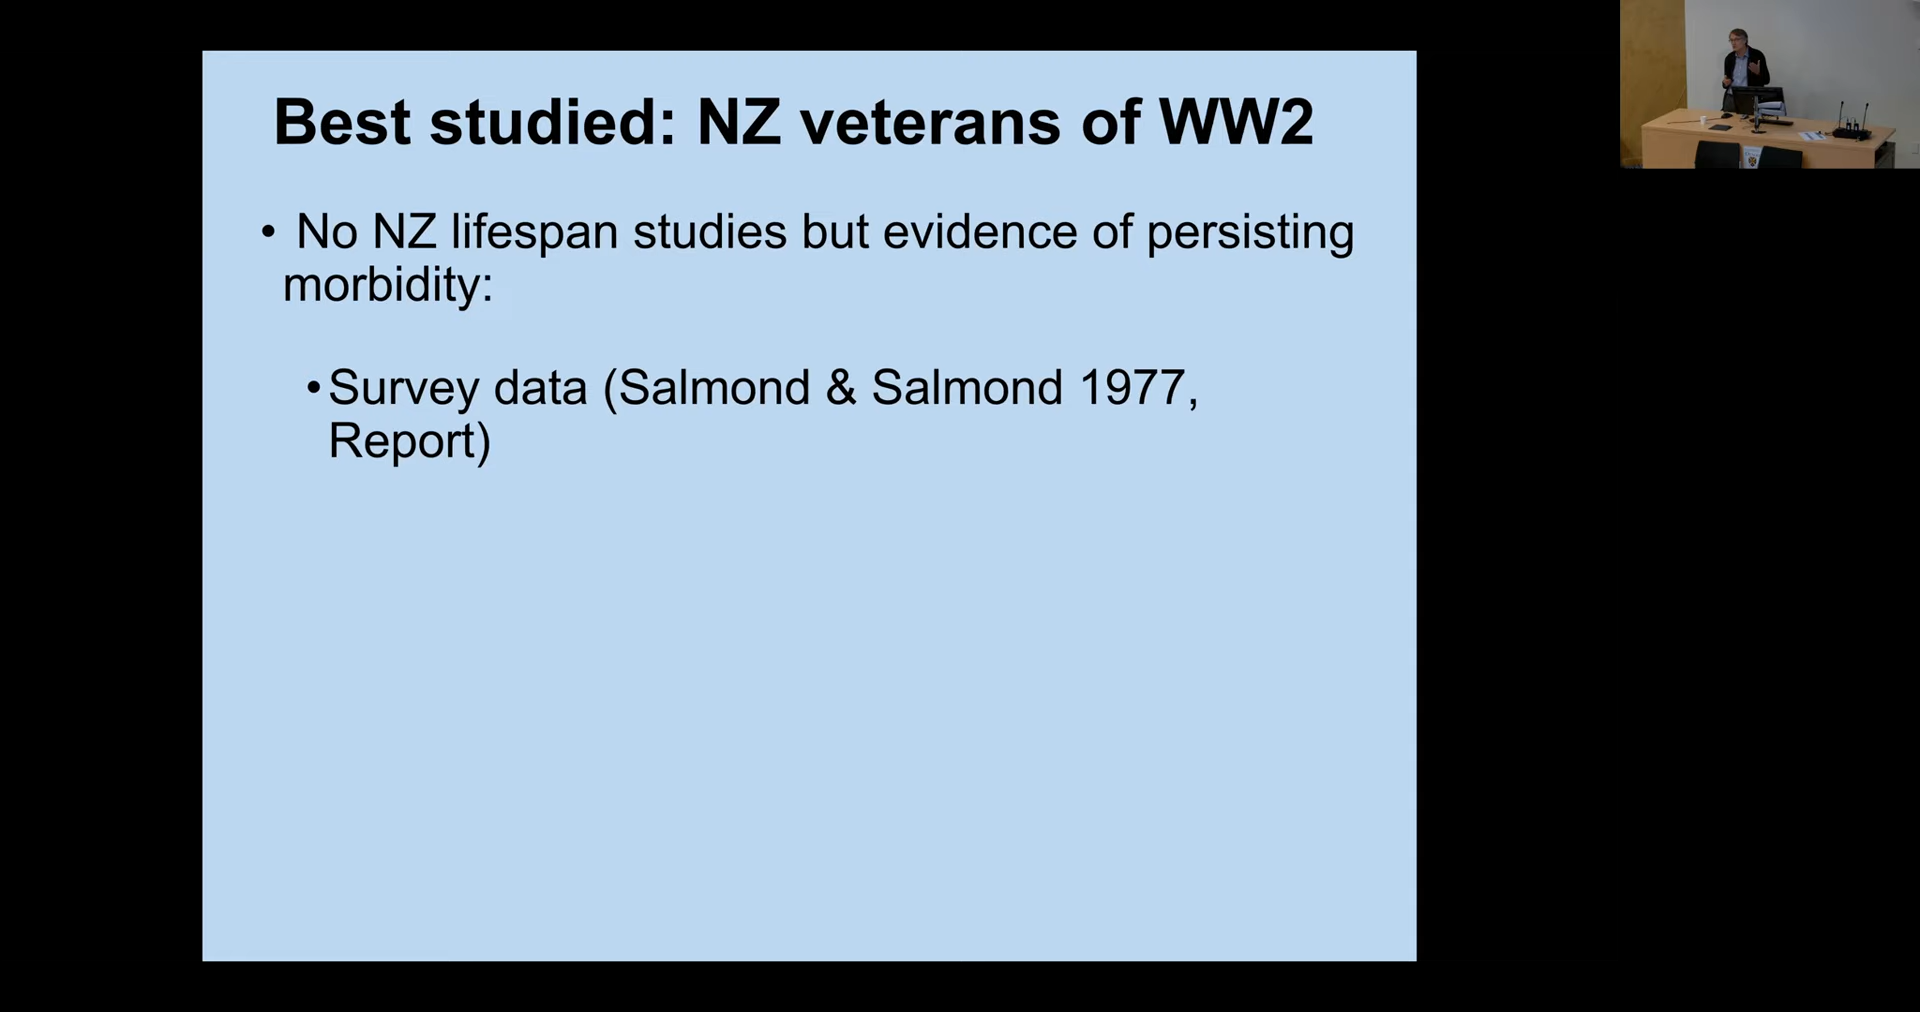 Best studied: NZ veterans of WW2
• No NZ lifespan studies but evidence of persisting
morbidity:
• Survey data (Salmond & Salmond 1977,
Report)